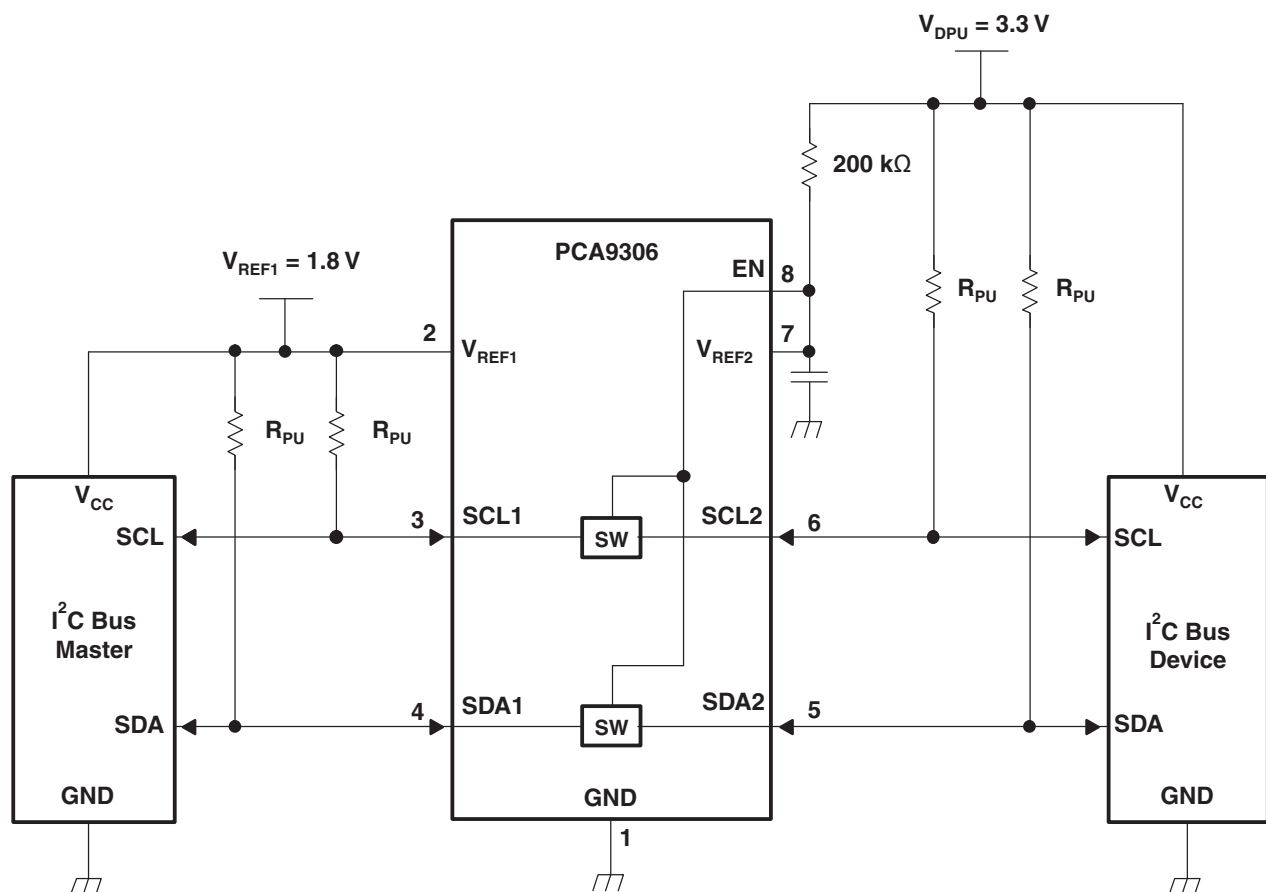 V_DPU = 3.3 V
200 kΩ
PCA9306
V_REF1 = 1.8 V
EN
8
R_PU
R_PU
2
7
V_REF1
V_REF2
R_PU
R_PU
V_CC
V_CC
SCL
3
SCL1
SW
SCL2
6
SCL
I²C Bus
Master
I²C Bus
Device
SDA
4
SDA1
SW
SDA2
5
SDA
GND
GND
GND
1